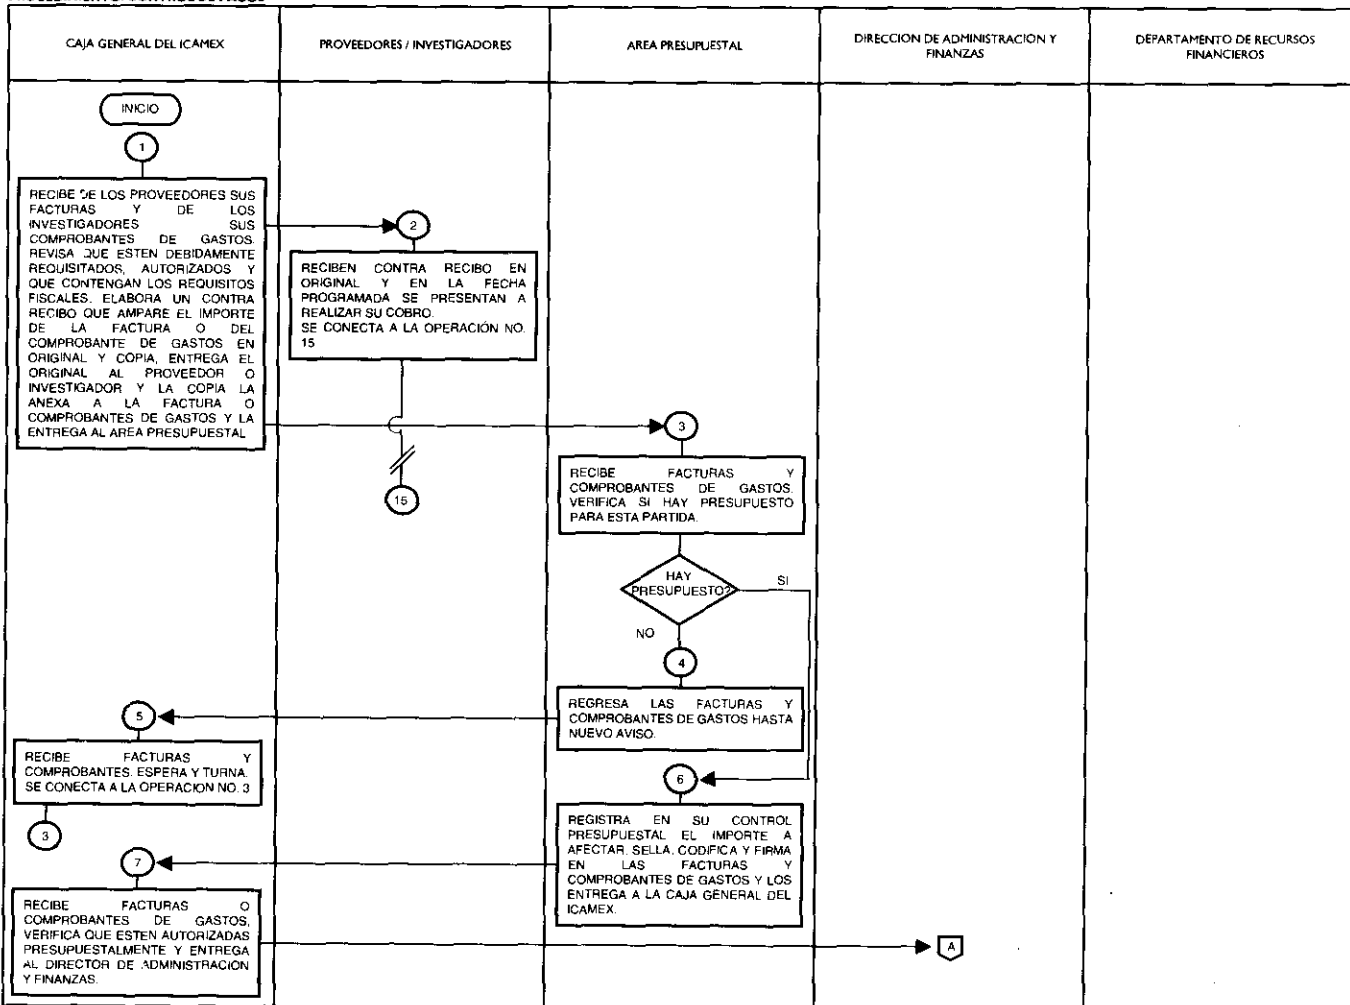 CAJA GENERAL DEL ICAMEX
PROVEEDORES / INVESTIGADORES
AREA PRESUPUESTAL
DIRECCION DE ADMINISTRACION Y
FINANZAS
DEPARTAMENTO DE RECURSOS
FINANCIEROS
INICIO
1
RECIBE DE LOS PROVEEDORES SUS
FACTURAS Y DE LOS
INVESTIGADORES SUS
COMPROBANTES DE GASTOS.
REVISA QUE ESTEN DEBIDAMENTE
REQUISITADOS, AUTORIZADOS Y
QUE CONTENGAN LOS REQUISITOS
FISCALES. ELABORA UN CONTRA
RECIBO QUE AMPARE EL IMPORTE
DE LA FACTURA O DEL
COMPROBANTE DE GASTOS EN
ORIGINAL Y COPIA, ENTREGA EL
ORIGINAL AL PROVEEDOR O
INVESTIGADOR Y LA COPIA LA
ANEXA A LA FACTURA O
COMPROBANTES DE GASTOS Y LA
ENTREGA AL AREA PRESUPUESTAL
2
RECIBEN CONTRA RECIBO EN
ORIGINAL Y EN LA FECHA
PROGRAMADA SE PRESENTAN A
REALIZAR SU COBRO.
SE CONECTA A LA OPERACIÓN NO.
15
15
3
RECIBE FACTURAS Y
COMPROBANTES DE GASTOS.
VERIFICA SI HAY PRESUPUESTO
PARA ESTA PARTIDA.
HAY
PRESUPUESTO?
SI
NO
4
REGRESA LAS FACTURAS Y
COMPROBANTES DE GASTOS HASTA
NUEVO AVISO.
5
RECIBE FACTURAS Y
COMPROBANTES. ESPERA Y TURNA.
SE CONECTA A LA OPERACION NO. 3
3
6
REGISTRA EN SU CONTROL
PRESUPUESTAL EL IMPORTE A
AFECTAR, SELLA, CODIFICA Y FIRMA
EN LAS FACTURAS Y
COMPROBANTES DE GASTOS Y LOS
ENTREGA A LA CAJA GENERAL DEL
ICAMEX.
7
RECIBE FACTURAS O
COMPROBANTES DE GASTOS,
VERIFICA QUE ESTEN AUTORIZADAS
PRESUPUESTALMENTE Y ENTREGA
AL DIRECTOR DE ADMINISTRACION
Y FINANZAS.
A